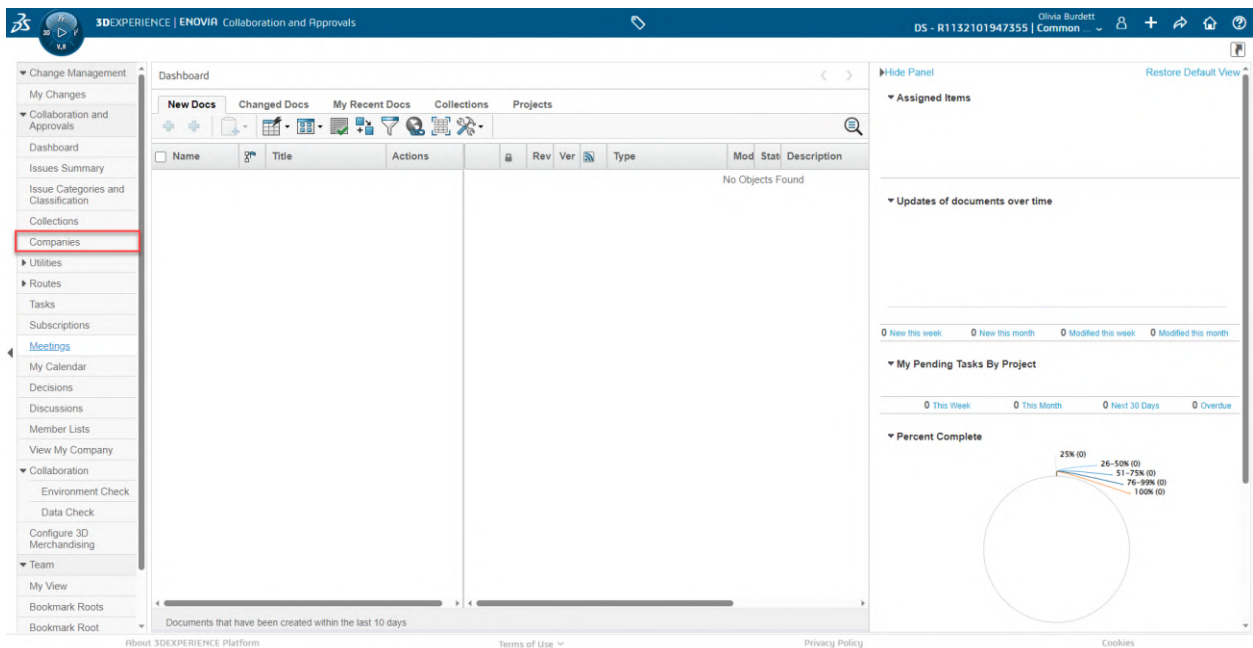 3DEXPERIENCE | ENOVIA Collaboration and Approvals
Olivia Burdett
DS - R1132101947355 | Common ...
3D
V.R
Change Management
My Changes
Collaboration and
Approvals
Dashboard
Issues Summary
Issue Categories and
Classification
Collections
Companies
Utilities
Routes
Tasks
Subscriptions
Meetings
My Calendar
Decisions
Discussions
Member Lists
View My Company
Collaboration
Environment Check
Data Check
Configure 3D
Merchandising
Team
My View
Bookmark Roots
Bookmark Root
Dashboard
New Docs Changed Docs My Recent Docs Collections Projects
Name Title Actions Rev Ver Type Mod Stat Description
No Objects Found
Documents that have been created within the last 10 days
Hide Panel Restore Default View
Assigned Items
Updates of documents over time
0 New this week 0 New this month 0 Modified this week 0 Modified this month
My Pending Tasks By Project
0 This Week 0 This Month 0 Next 30 Days 0 Overdue
Percent Complete
25% (0)
26-50% (0)
51-75% (0)
76-99% (0)
100% (0)
About 3DEXPERIENCE Platform Terms of Use Privacy Policy Cookies